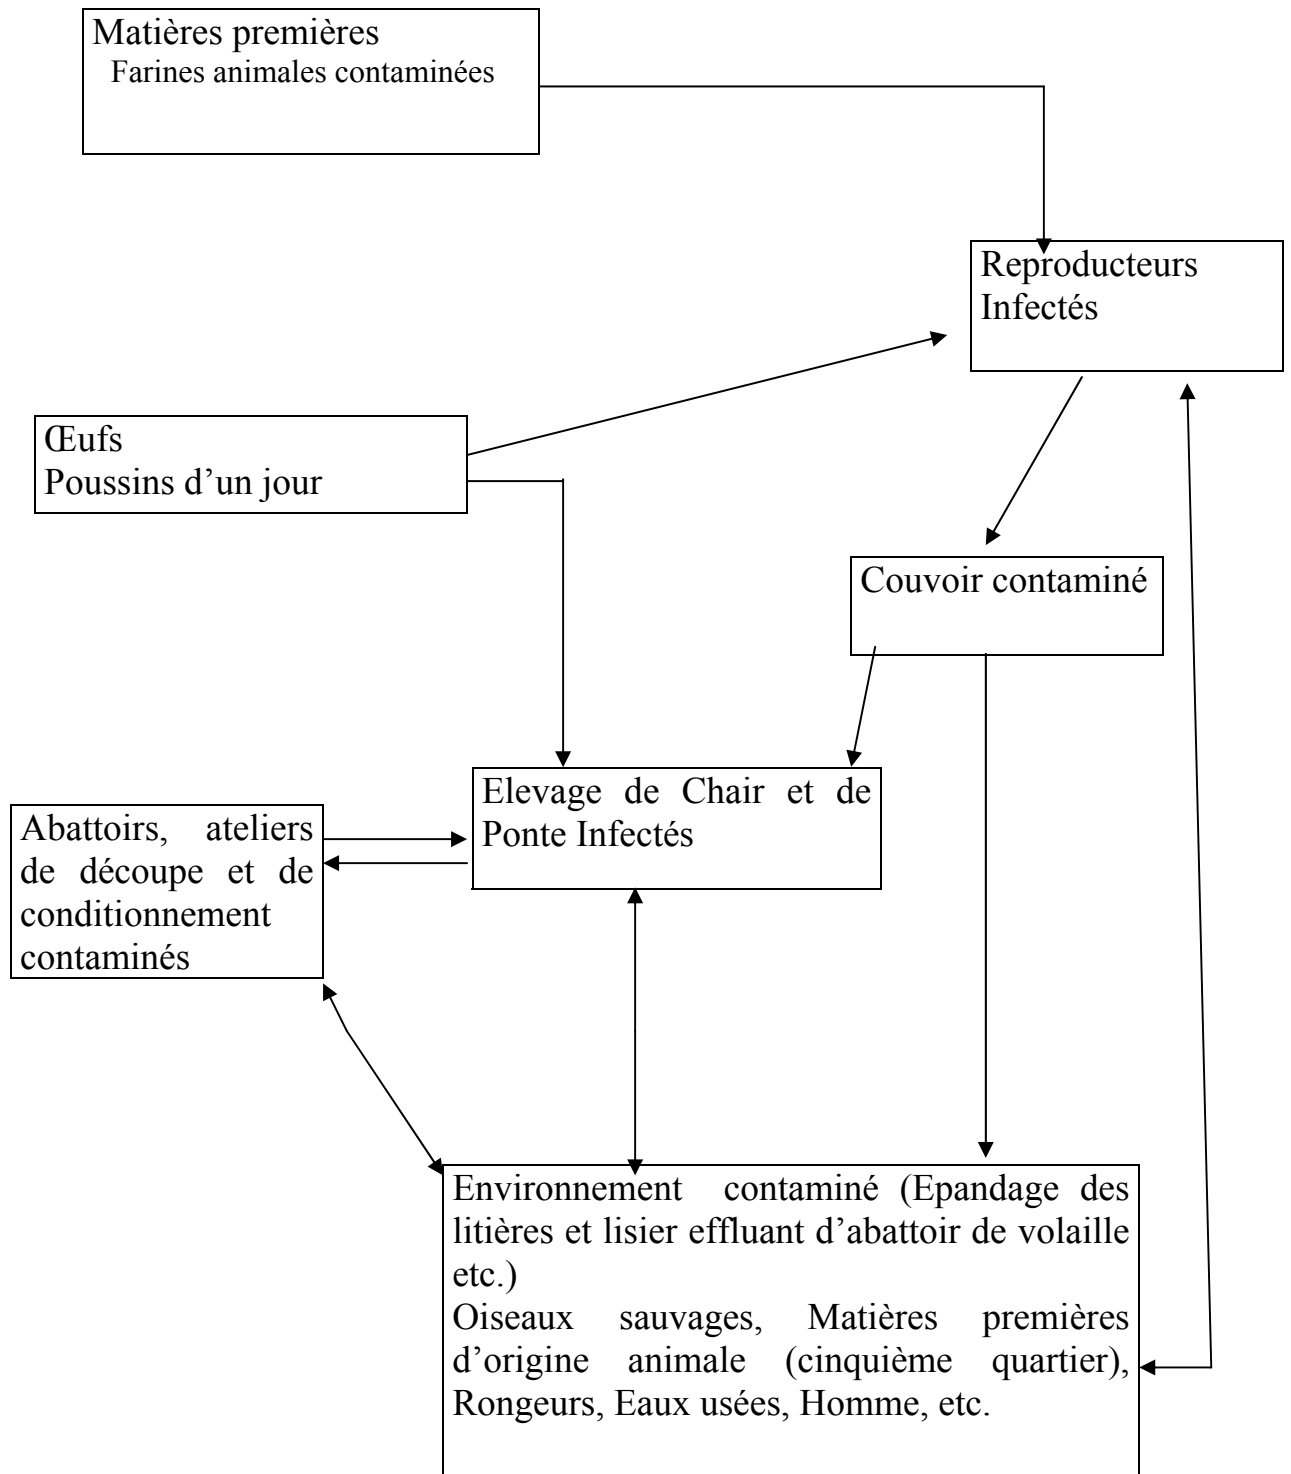 Matières premières
Farines animales contaminées
Reproducteurs
Infectés
Œufs
Poussins d’un jour
Couvoir contaminé
Elevage de Chair et de
Ponte Infectés
Abattoirs, ateliers
de découpe et de
conditionnement
contaminés
Environnement contaminé (Epandage des
litières et lisier effluant d’abattoir de volaille
etc.)
Oiseaux sauvages, Matières premières
d’origine animale (cinquième quartier),
Rongeurs, Eaux usées, Homme, etc.